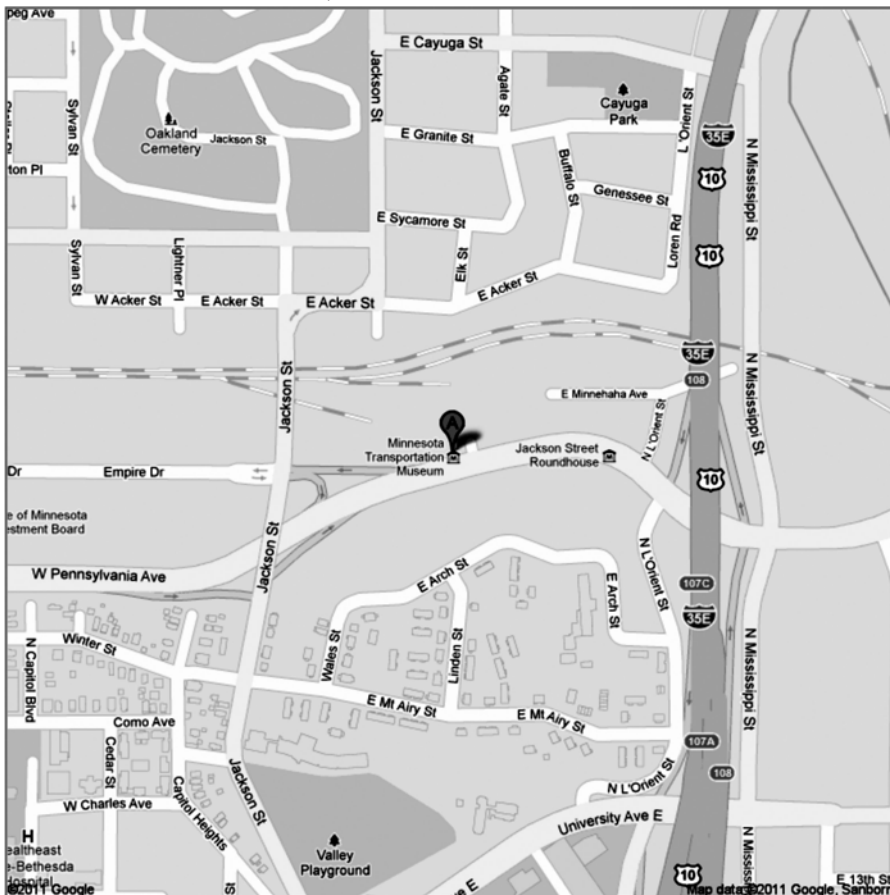 peg Ave
E Cayuga St
Jackson St
Agate St
Cayuga
Park
L'Orient St
35E
10
N Mississippi St
Sylvan St
Oakland
Cemetery
Jackson St
E Granite St
Buffalo St
Genessee St
ton Pl
E Sycamore St
Elk St
Loren Rd
10
Sylvan St
Lightner Pl
W Acker St
E Acker St
E Acker St
E Acker St
35E
108
N Mississippi St
Jackson St
E Minnehaha Ave
N L'Orient St
A
Minnesota
Transportation
Museum
Jackson Street
Roundhouse
Dr
Empire Dr
10
e of Minnesota
estment Board
Jackson St
W Pennsylvania Ave
E Arch St
E Arch St
N L'Orient St
107C
35E
N Capitol Blvd
Winter St
Wales St
Linden St
N Mississippi St
E Mt Airy St
E Mt Airy St
Como Ave
107A
108
Cedar St
Jackson St
N L'Orient St
W Charles Ave
Capitol Heights
University Ave E
H
ealtheast
e-Bethesda
Hospital
Valley
Playground
St
e E
10
N Mississ
E 13th St
©2011 Google
Map data ©2011 Google, Sanborn